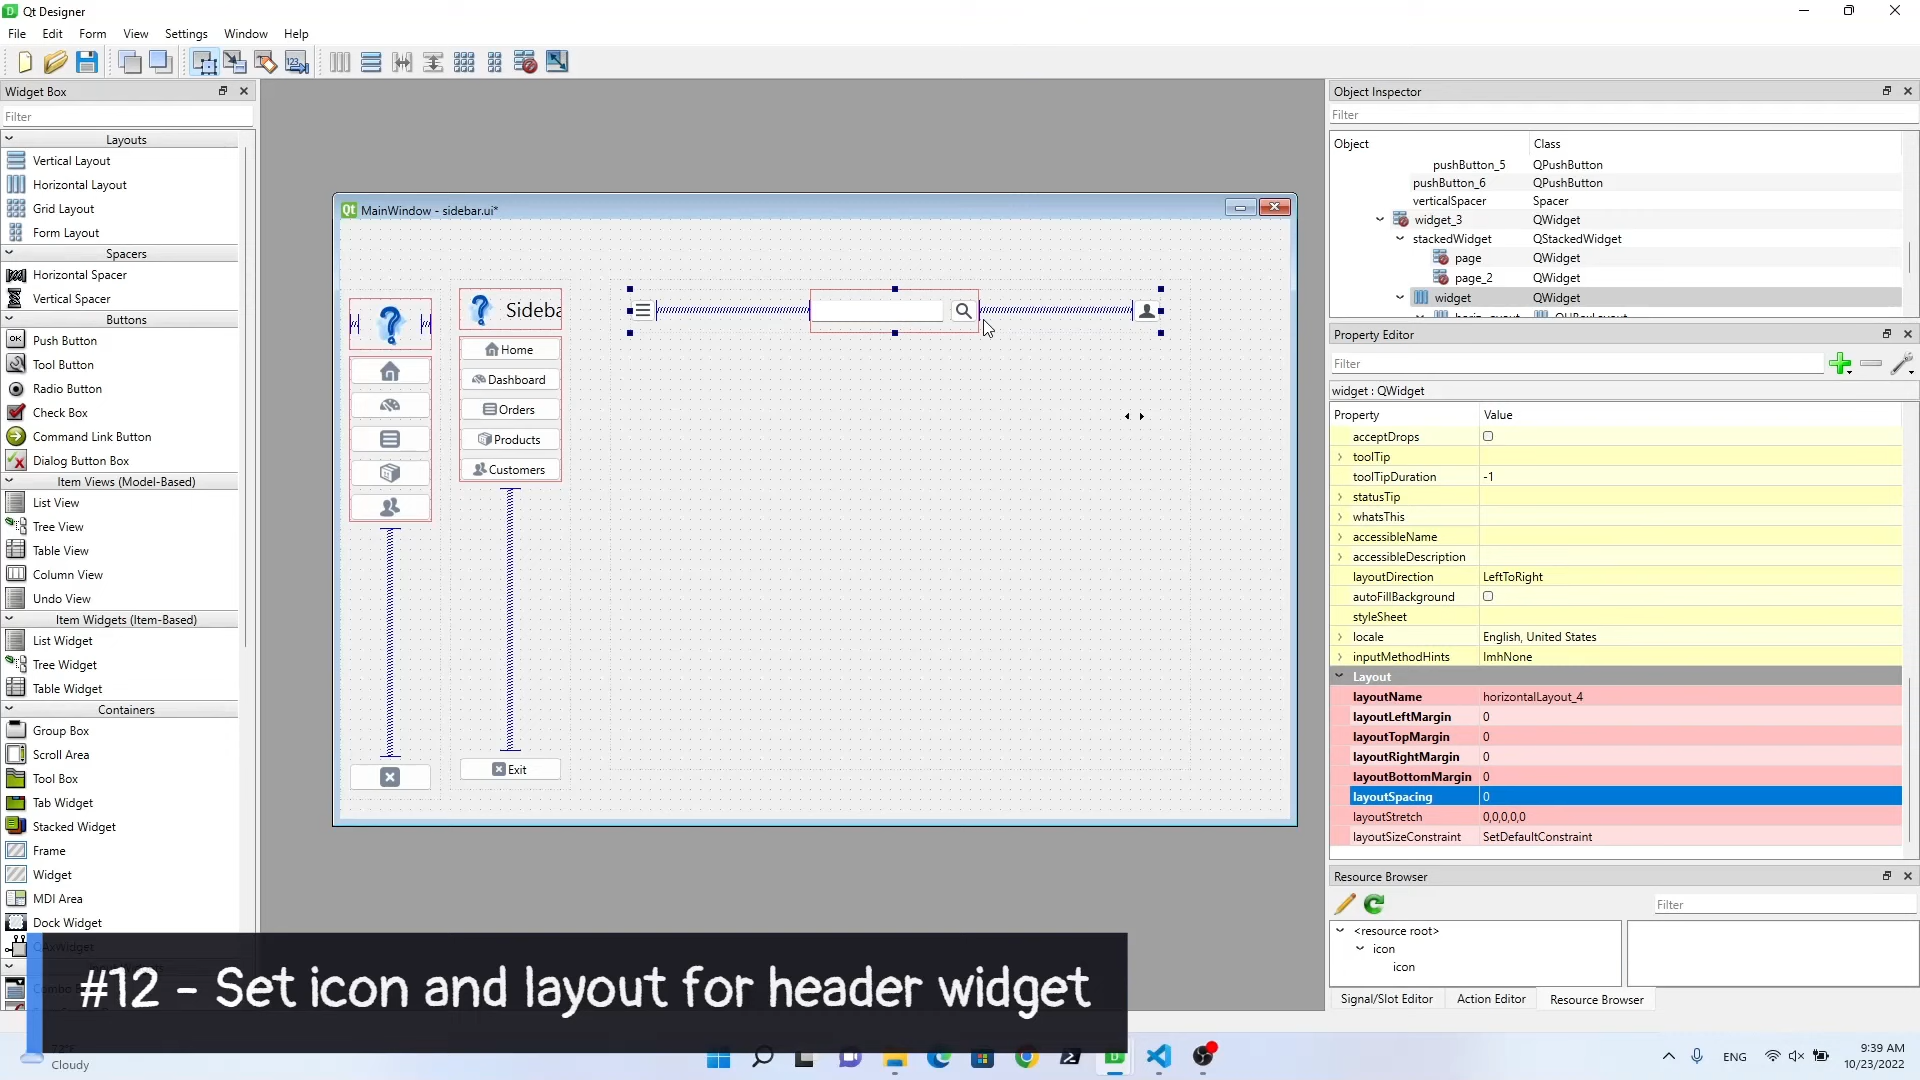 Qt Designer
File Edit Form View Settings Window Help
Widget Box
Filter
Layouts
Vertical Layout
Horizontal Layout
Grid Layout
Form Layout
Spacers
Horizontal Spacer
Vertical Spacer
Buttons
Push Button
Tool Button
Radio Button
Check Box
Command Link Button
Dialog Button Box
Item Views (Model-Based)
List View
Tree View
Table View
Column View
Undo View
Item Widgets (Item-Based)
List Widget
Tree Widget
Table Widget
Containers
Group Box
Scroll Area
Tool Box
Tab Widget
Stacked Widget
Frame
Widget
MDI Area
Dock Widget
QAxWidget
MainWindow - sidebar.ui*
Sideba
Home
Dashboard
Orders
Products
Customers
Exit
Object Inspector
Filter
Object Class
pushButton_5 QPushButton
pushButton_6 QPushButton
verticalSpacer Spacer
widget_3 QWidget
stackedWidget QStackedWidget
page QWidget
page_2 QWidget
widget QWidget
Property Editor
Filter
widget : QWidget
Property Value
acceptDrops
toolTip
toolTipDuration -1
statusTip
whatsThis
accessibleName
accessibleDescription
layoutDirection LeftToRight
autoFillBackground
styleSheet
locale English, United States
inputMethodHints ImhNone
Layout
layoutName horizontalLayout_4
layoutLeftMargin 0
layoutTopMargin 0
layoutRightMargin 0
layoutBottomMargin 0
layoutSpacing 0
layoutStretch 0,0,0,0,0
layoutSizeConstraint SetDefaultConstraint
Resource Browser
Filter
<resource root>
icon
icon
Signal/Slot Editor Action Editor Resource Browser
#12 - Set icon and layout for header widget
Cloudy
ENG
9:39 AM
10/23/2022